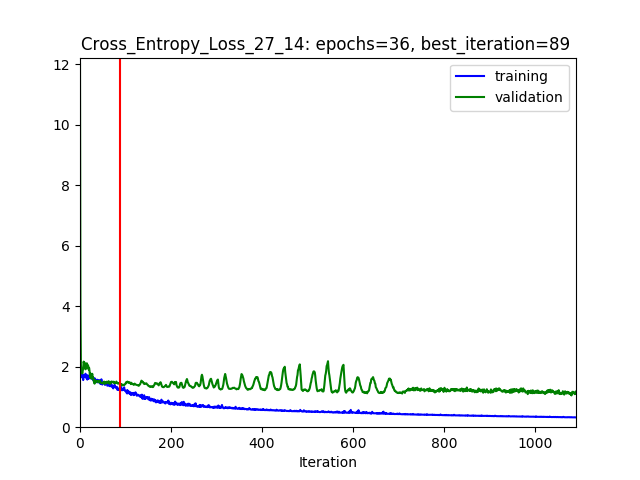 Cross_Entropy_Loss_27_14: epochs=36, best_iteration=89
training
validation
12
10
8
6
4
2
0
0 200 400 600 800 1000
Iteration